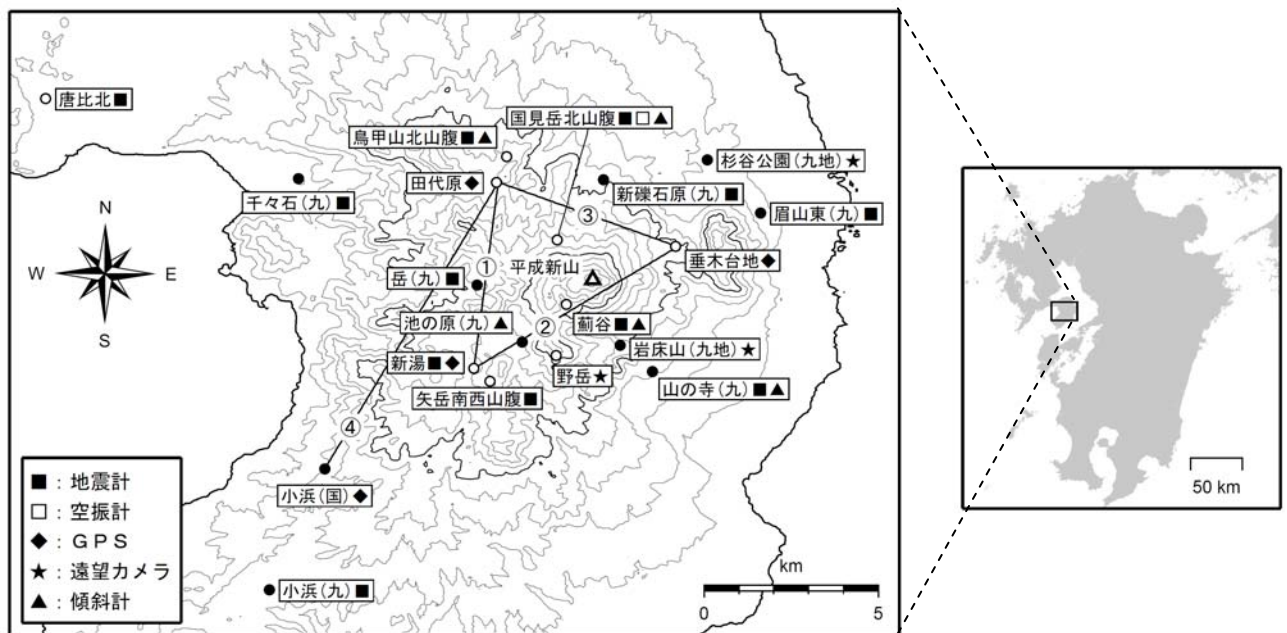 唐比北■
国見岳北山腹■□▲
鳥甲山北山腹■▲
杉谷公園(九地)★
田代原◆
新礫石原(九)■
千々石(九)■
眉山東(九)■
③
N
W E
S
①
平成新山
垂木台地◆
岳(九)■
池の原(九)▲
②
薊谷■▲
岩床山(九地)★
新湯■◆
野岳★
山の寺(九)■▲
矢岳南西山腹■
④
小浜(国)◆
小浜(九)■
■:地震計
□:空振計
◆:GPS
★:遠望カメラ
▲:傾斜計
km
0 5
50 km